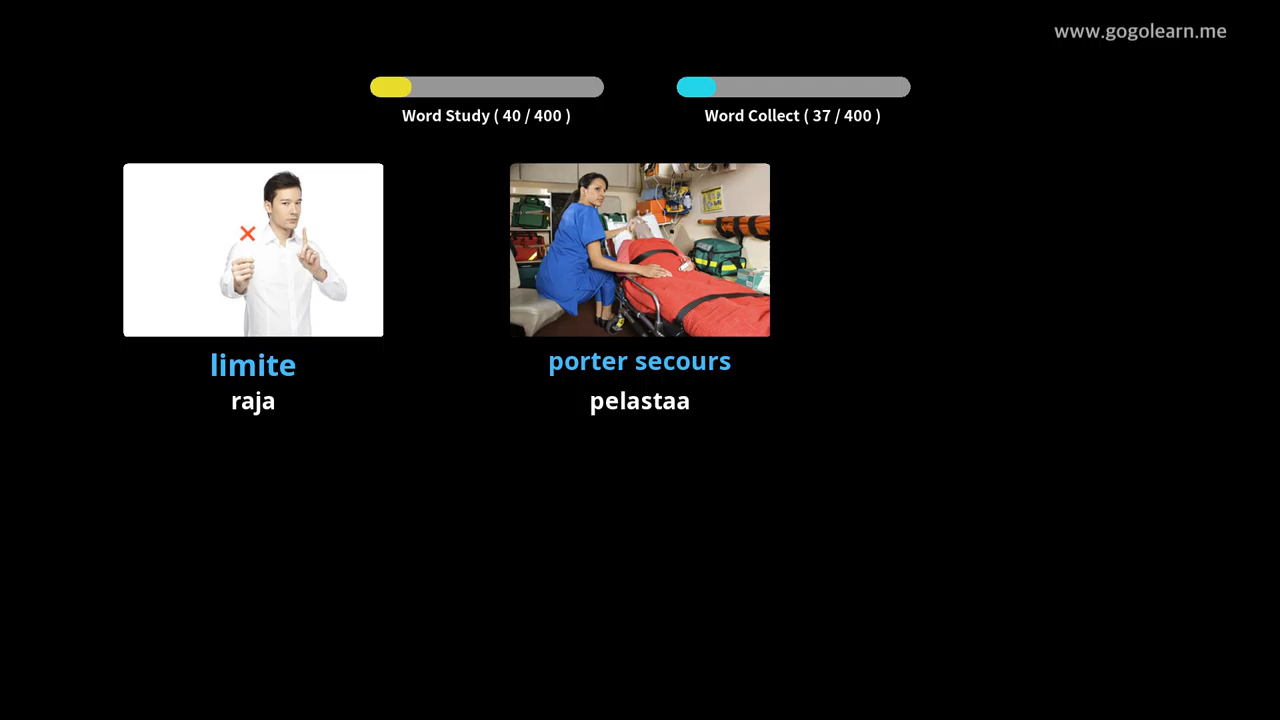 www.gogolearn.me
Word Study ( 40 / 400 )
Word Collect ( 37 / 400 )
limite
raja
porter secours
pelastaa